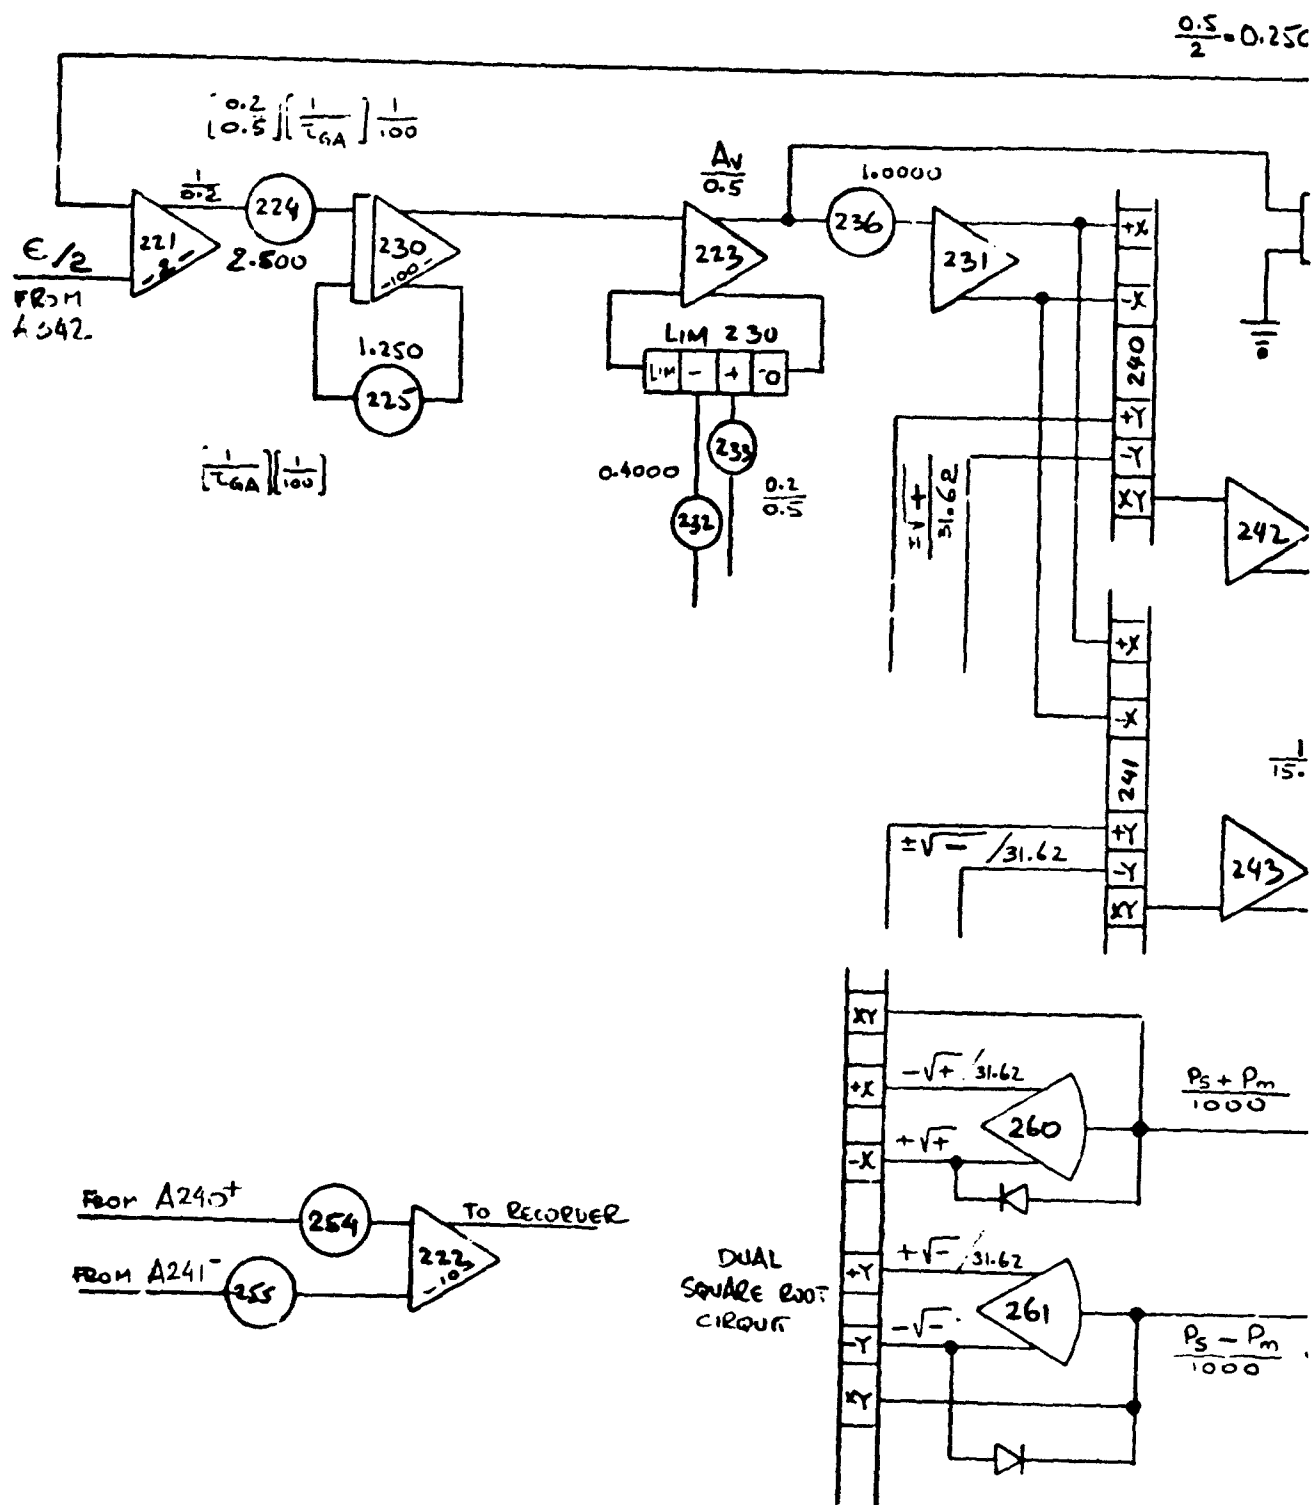 0.5/2 = 0.250
[0.2/0.5][1/τGA] 1/100
1/0.2
224
2.500
221
-2-
ϵ/2
FROM
A342
230
-100-
1.250
225
[1/τGA][1/100]
Av/0.5
223
LIM 230
LIM - + -0
0.4000
232
233
0.2/0.5
1.0000
236
231
+X
-X
240
+Y
-Y
XY
±√+/31.62
242
+X
-X
241
+Y
-Y
XY
±√- /31.62
1/15.
243
XY
+X
-X
+Y
-Y
XY
-√+ /31.62
+√+
260
Ps + Pm/1000
+√- /31.62
-√-
261
Ps - Pm/1000
DUAL
SQUARE ROOT
CIRCUIT
FROM A240+
254
FROM A241-
255
222
-10-
TO RECORDER